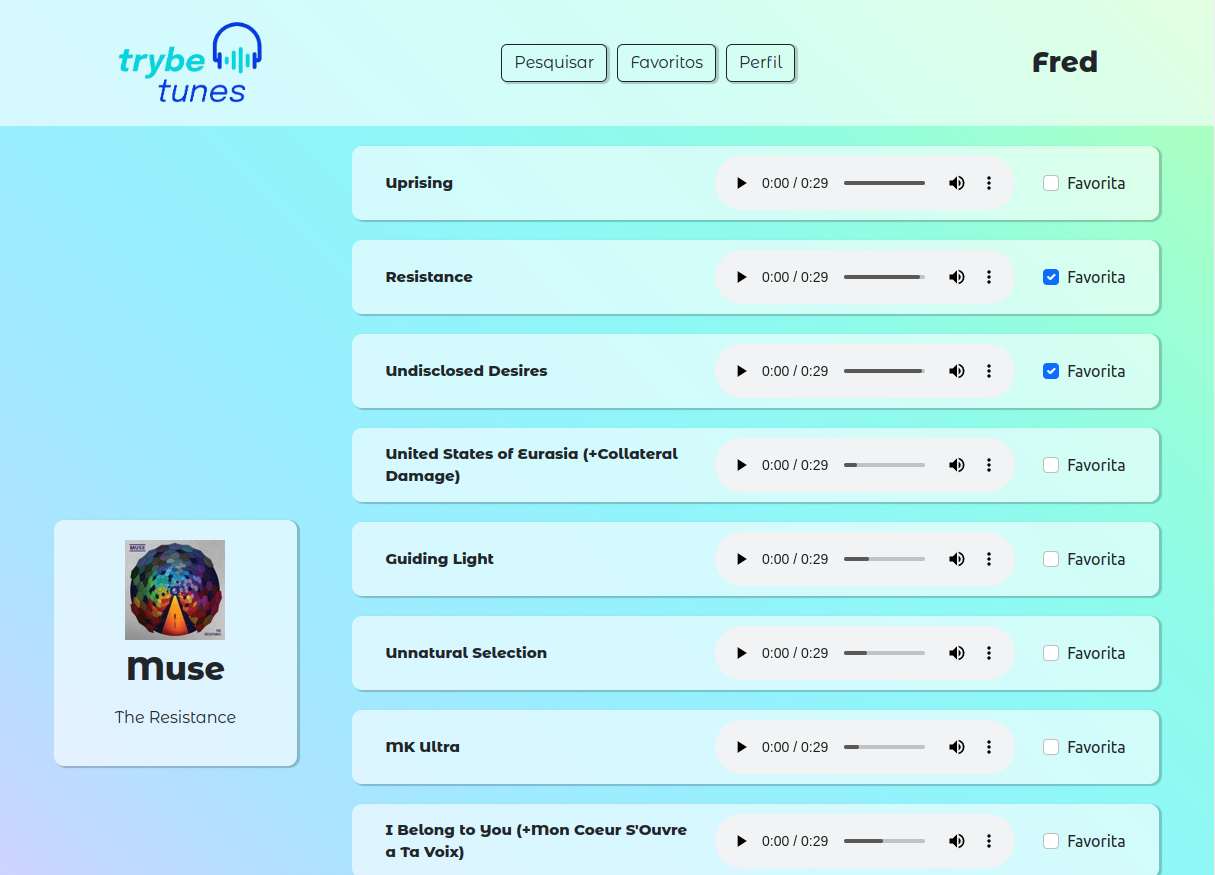 trybe
tunes
Pesquisar
Favoritos
Perfil
Fred
Uprising
0:00 / 0:29
Favorita
Resistance
0:00 / 0:29
Favorita
Undisclosed Desires
0:00 / 0:29
Favorita
United States of Eurasia (+Collateral
Damage)
0:00 / 0:29
Favorita
MUSE
THE
RESISTANCE
Muse
The Resistance
Guiding Light
0:00 / 0:29
Favorita
Unnatural Selection
0:00 / 0:29
Favorita
MK Ultra
0:00 / 0:29
Favorita
I Belong to You (+Mon Coeur S'Ouvre
a Ta Voix)
0:00 / 0:29
Favorita